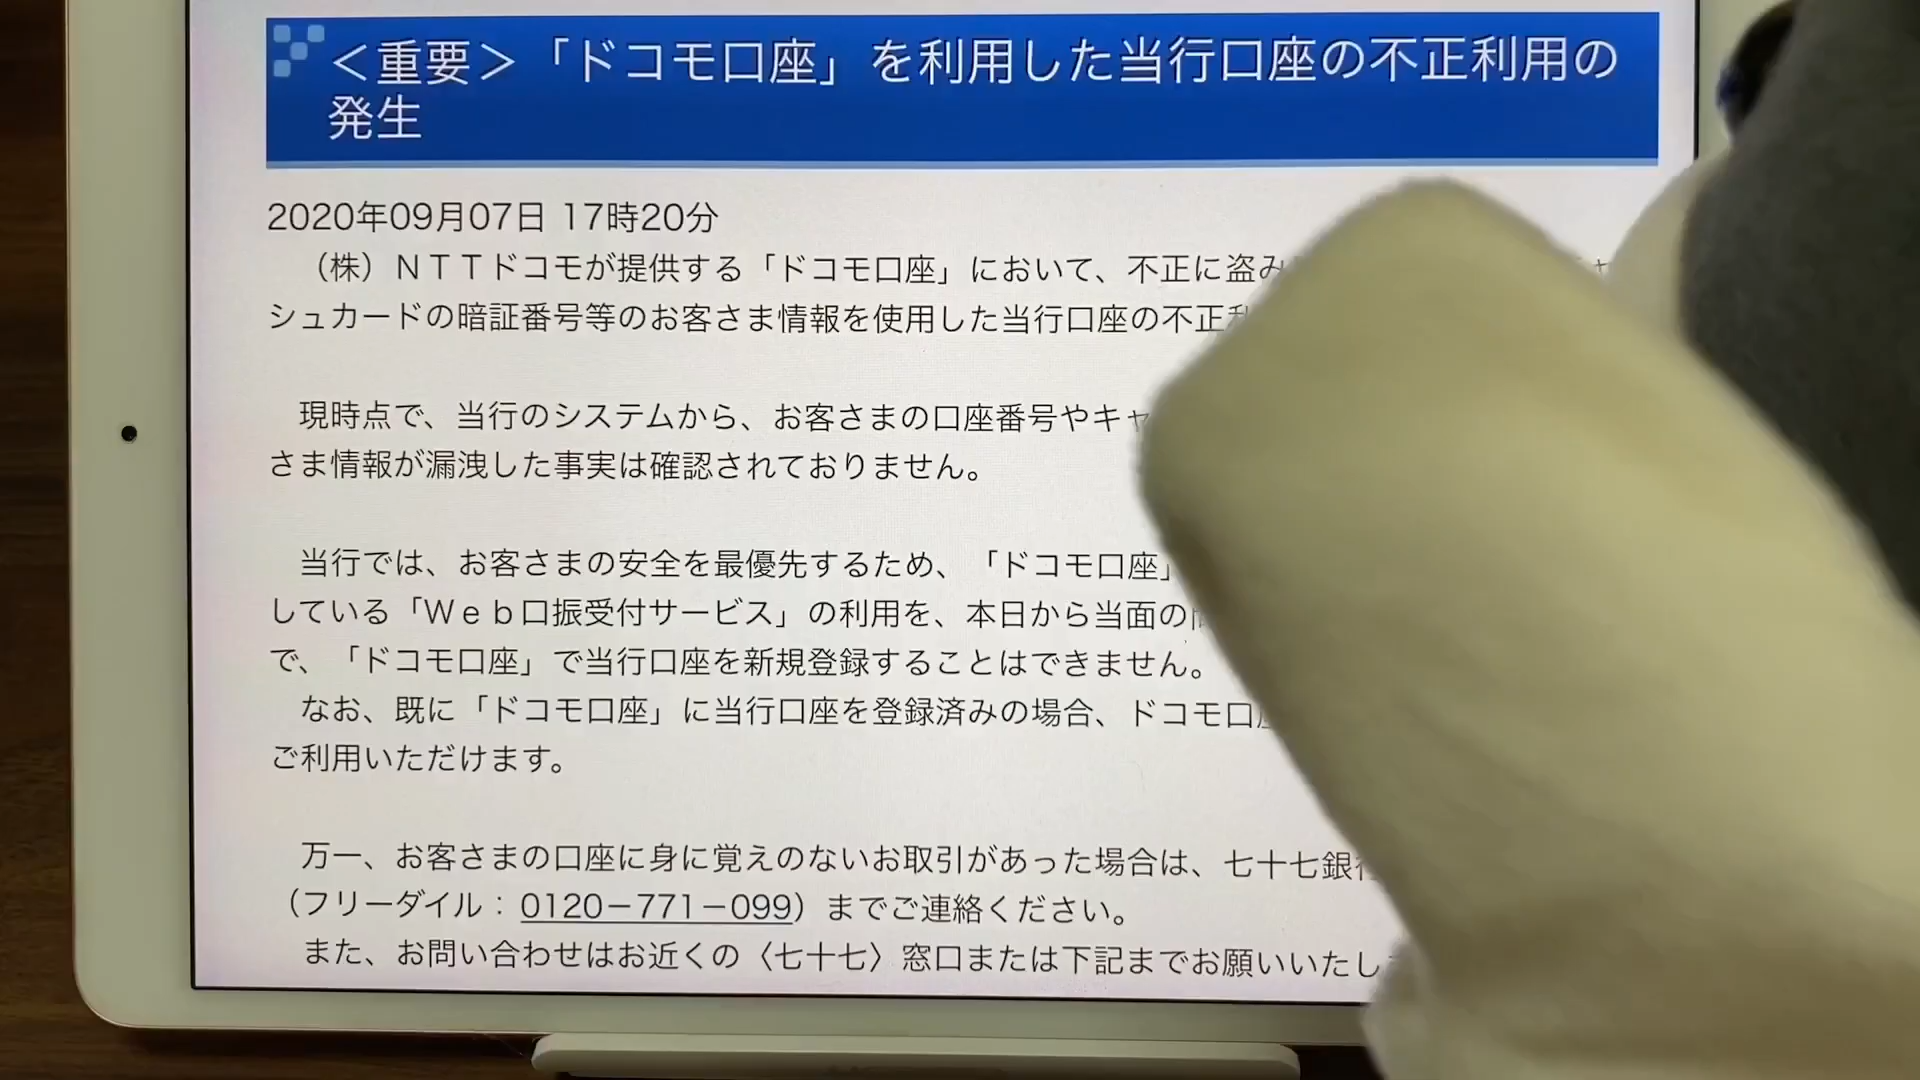 ＜重要＞「ドコモ口座」を利用した当行口座の不正利用の
発生
2020年09月07日 17時20分
（株）ＮＴＴドコモが提供する「ドコモ口座」において、不正に盗み
シュカードの暗証番号等のお客さま情報を使用した当行口座の不正
現時点で、当行のシステムから、お客さまの口座番号やキャ
さま情報が漏洩した事実は確認されておりません。
当行では、お客さまの安全を最優先するため、「ドコモ口座」
している「Ｗｅｂ口振受付サービス」の利用を、本日から当面の
で、「ドコモ口座」で当行口座を新規登録することはできません。
なお、既に「ドコモ口座」に当行口座を登録済みの場合、ドコモ口
ご利用いただけます。
万一、お客さまの口座に身に覚えのないお取引があった場合は、七十七銀
（フリーダイル：0120－771－099）までご連絡ください。
また、お問い合わせはお近くの〈七十七〉窓口または下記までお願いいたし